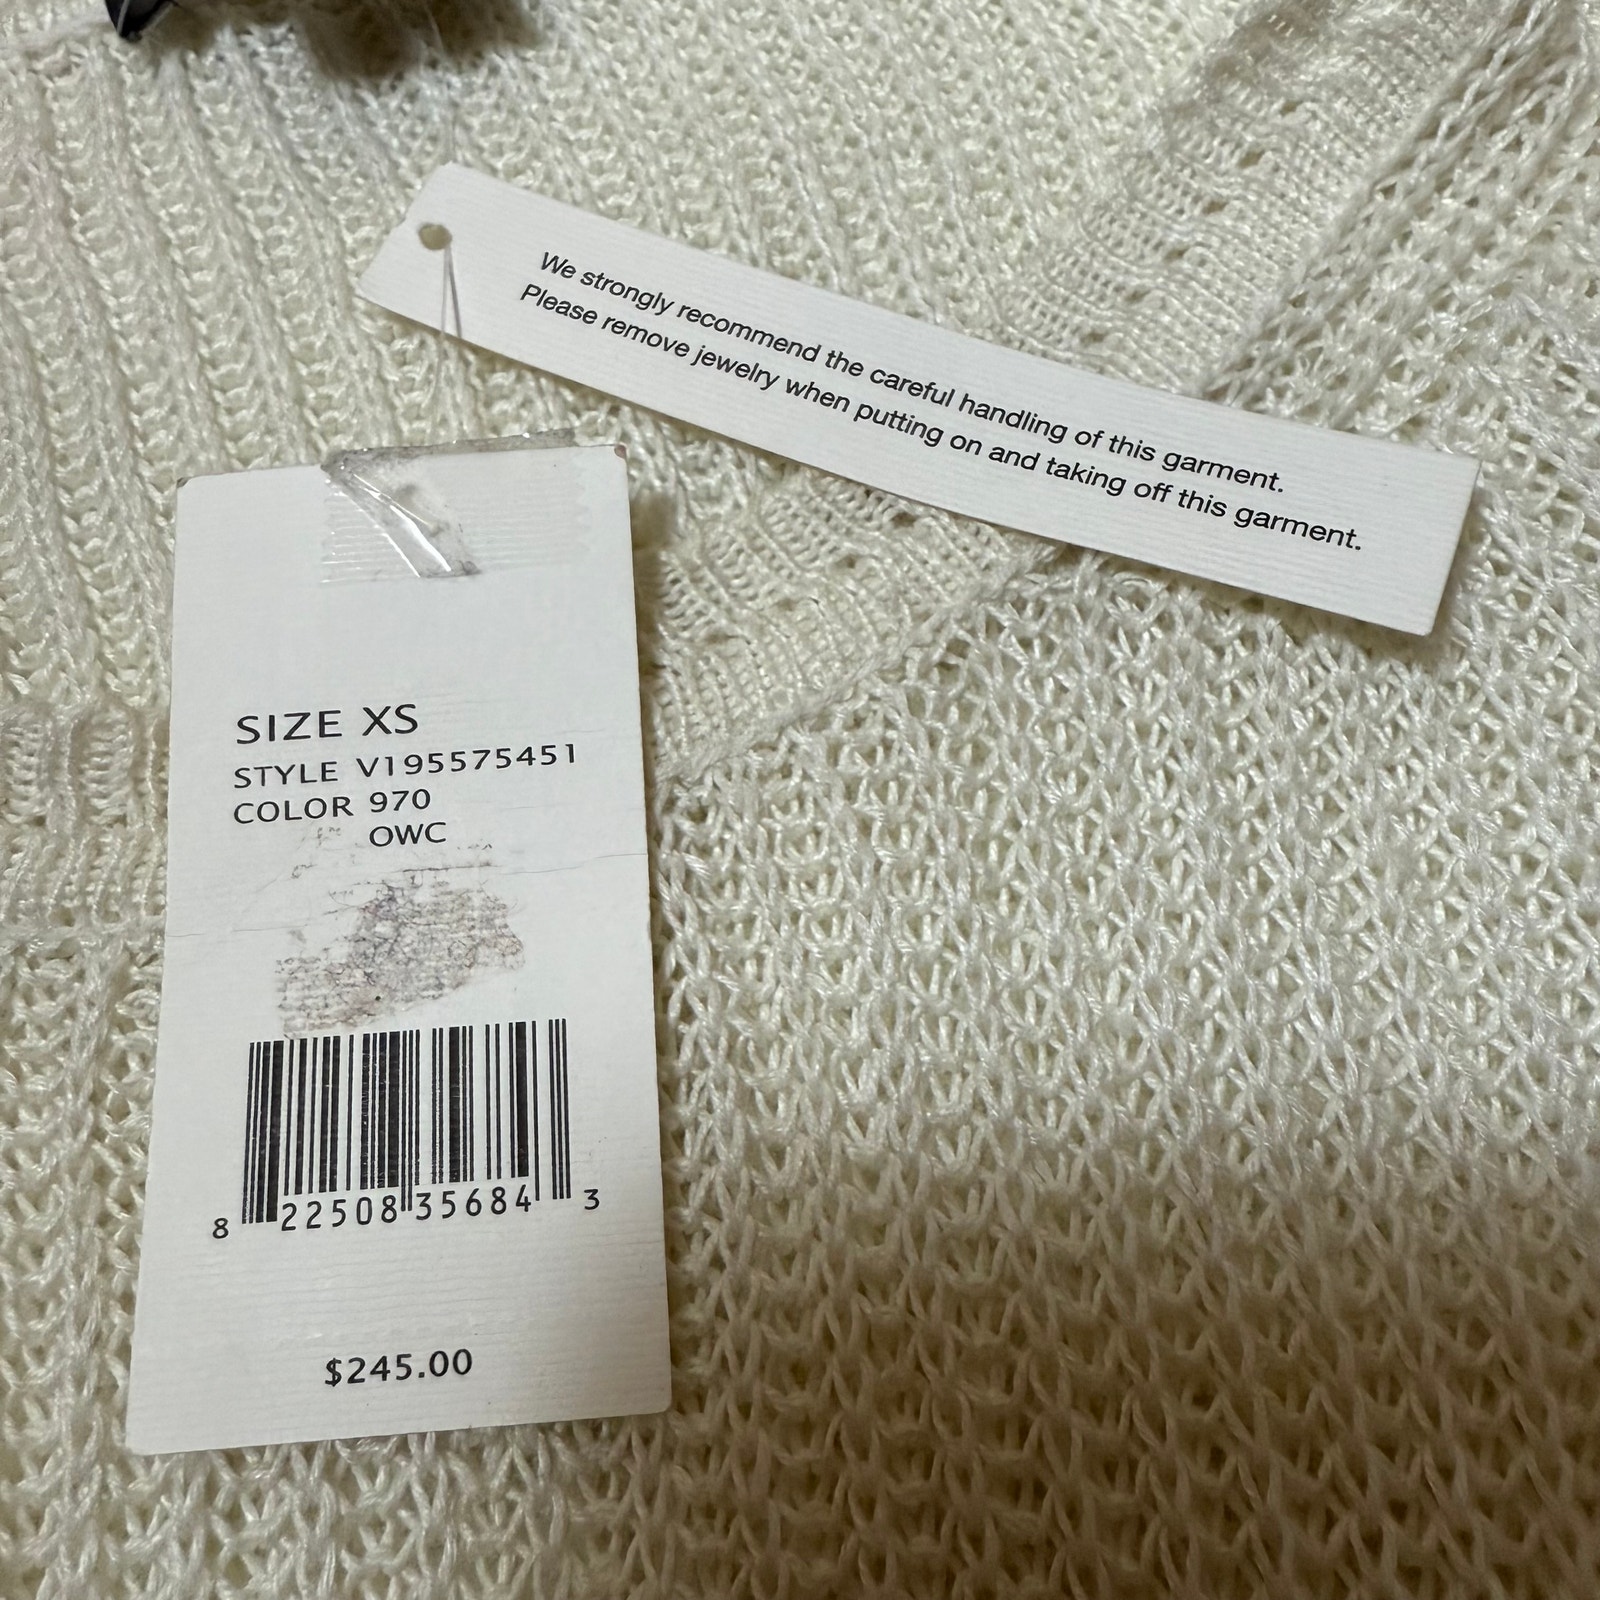 We strongly recommend the careful handling of this garment.
Please remove jewelry when putting on and taking off this garment.
SIZE XS
STYLE V195575451
COLOR 970
OWC
8 22508 35684 3
$245.00